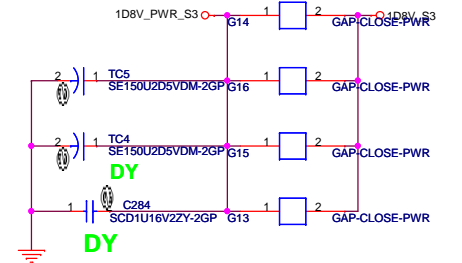 1D8V_PWR_S3
1D8V_S3
1 2
G14
GAP-CLOSE-PWR
2 1 TC5
SE150U2D5VDM-2GP
1 2
G16
GAP-CLOSE-PWR
2 1 TC4
SE150U2D5VDM-2GP
DY
1 2
G15
GAP-CLOSE-PWR
1 2 C284
SCD1U16V2ZY-2GP
DY
1 2
G13
GAP-CLOSE-PWR